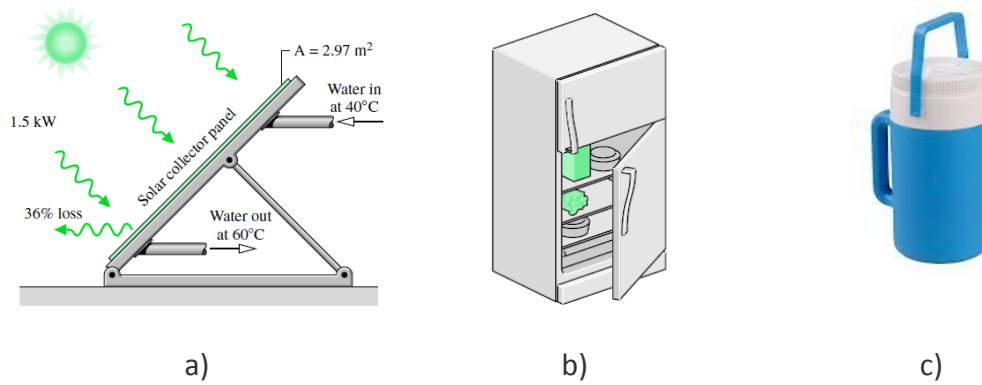 A = 2.97 m²
Water in
at 40°C
1.5 kW
Solar collector panel
36% loss
Water out
at 60°C
a)
b)
c)